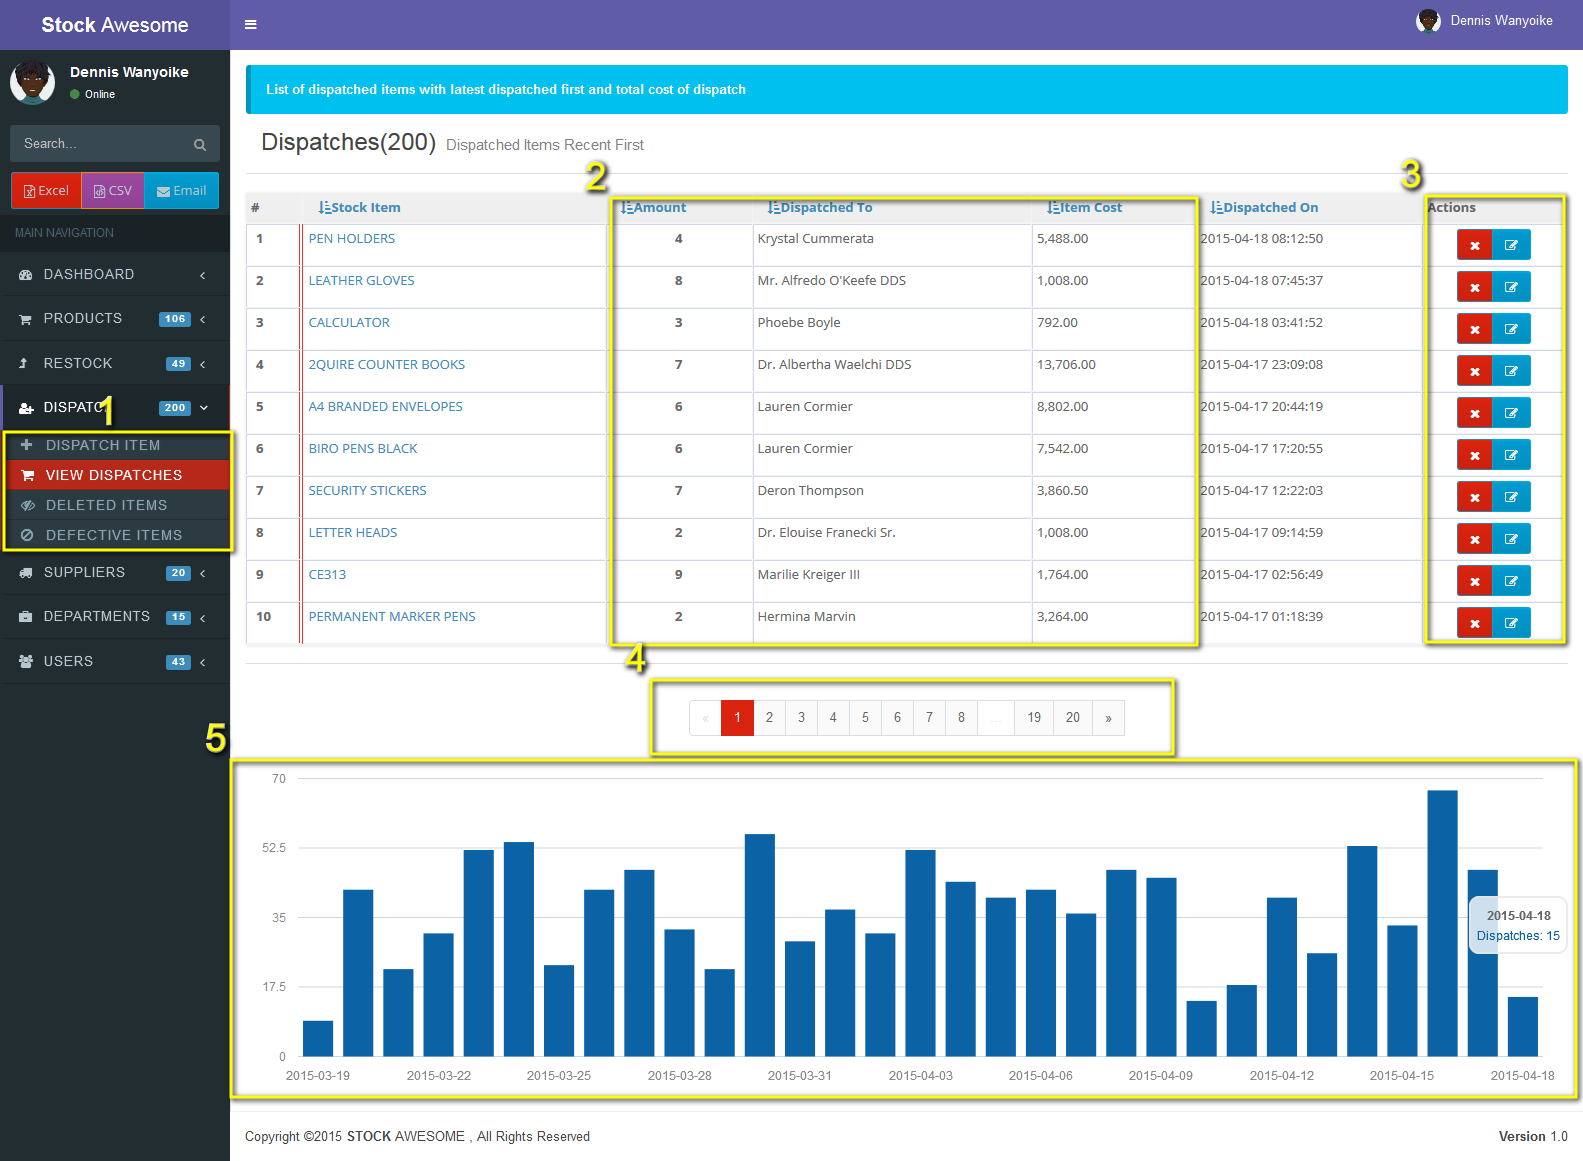 Stock Awesome
Dennis Wanyoike
Dennis Wanyoike
Online
Search...
Excel CSV Email
MAIN NAVIGATION
DASHBOARD
PRODUCTS 106
RESTOCK 49
DISPATC 200
1
DISPATCH ITEM
VIEW DISPATCHES
DELETED ITEMS
DEFECTIVE ITEMS
SUPPLIERS 20
DEPARTMENTS 15
USERS 43
List of dispatched items with latest dispatched first and total cost of dispatch
Dispatches(200) Dispatched Items Recent First
2
3
# Stock Item Amount Dispatched To Item Cost Dispatched On Actions
1 PEN HOLDERS 4 Krystal Cummerata 5,488.00 2015-04-18 08:12:50
2 LEATHER GLOVES 8 Mr. Alfredo O'Keefe DDS 1,008.00 2015-04-18 07:45:37
3 CALCULATOR 3 Phoebe Boyle 792.00 2015-04-18 03:41:52
4 2QUIRE COUNTER BOOKS 7 Dr. Albertha Waelchi DDS 13,706.00 2015-04-17 23:09:08
5 A4 BRANDED ENVELOPES 6 Lauren Cormier 8,802.00 2015-04-17 20:44:19
6 BIRO PENS BLACK 6 Lauren Cormier 7,542.00 2015-04-17 17:20:55
7 SECURITY STICKERS 7 Deron Thompson 3,860.50 2015-04-17 12:22:03
8 LETTER HEADS 2 Dr. Elouise Franecki Sr. 1,008.00 2015-04-17 09:14:59
9 CE313 9 Marilie Kreiger III 1,764.00 2015-04-17 02:56:49
10 PERMANENT MARKER PENS 2 Hermina Marvin 3,264.00 2015-04-17 01:18:39
4
« 1 2 3 4 5 6 7 8 ... 19 20 »
5
70
52.5
35
17.5
0
2015-04-18
Dispatches: 15
2015-03-19 2015-03-22 2015-03-25 2015-03-28 2015-03-31 2015-04-03 2015-04-06 2015-04-09 2015-04-12 2015-04-15 2015-04-18
Copyright ©2015 STOCK AWESOME , All Rights Reserved
Version 1.0